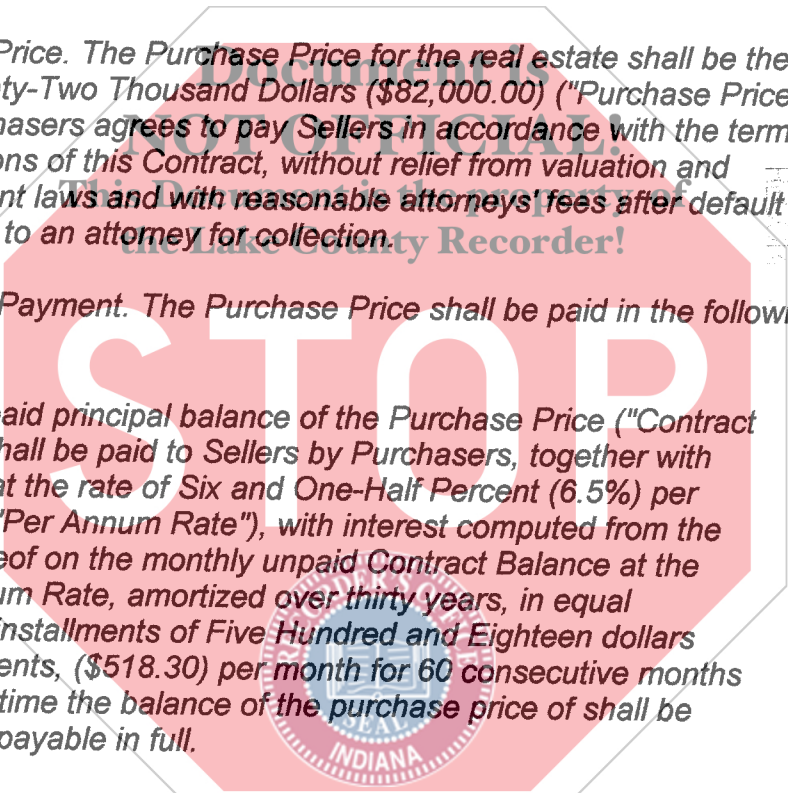 Price. The Purchase Price for the real estate shall be the
ty-Two Thousand Dollars ($82,000.00) ("Purchase Price
hasers agrees to pay Sellers in accordance with the term
ons of this Contract, without relief from valuation and
nt laws and with reasonable attorneys' fees after default
to an attorney for collection.
Document is
NOT OFFICIAL!
This Document is the property of
the Lake County Recorder!
Payment. The Purchase Price shall be paid in the followi
STOP
aid principal balance of the Purchase Price ("Contract
hall be paid to Sellers by Purchasers, together with
at the rate of Six and One-Half Percent (6.5%) per
"Per Annum Rate"), with interest computed from the
eof on the monthly unpaid Contract Balance at the
um Rate, amortized over thirty years, in equal
installments of Five Hundred and Eighteen dollars
ents, ($518.30) per month for 60 consecutive months
time the balance of the purchase price of shall be
payable in full.
RECORDER'S OFFICE
SEAL
INDIANA